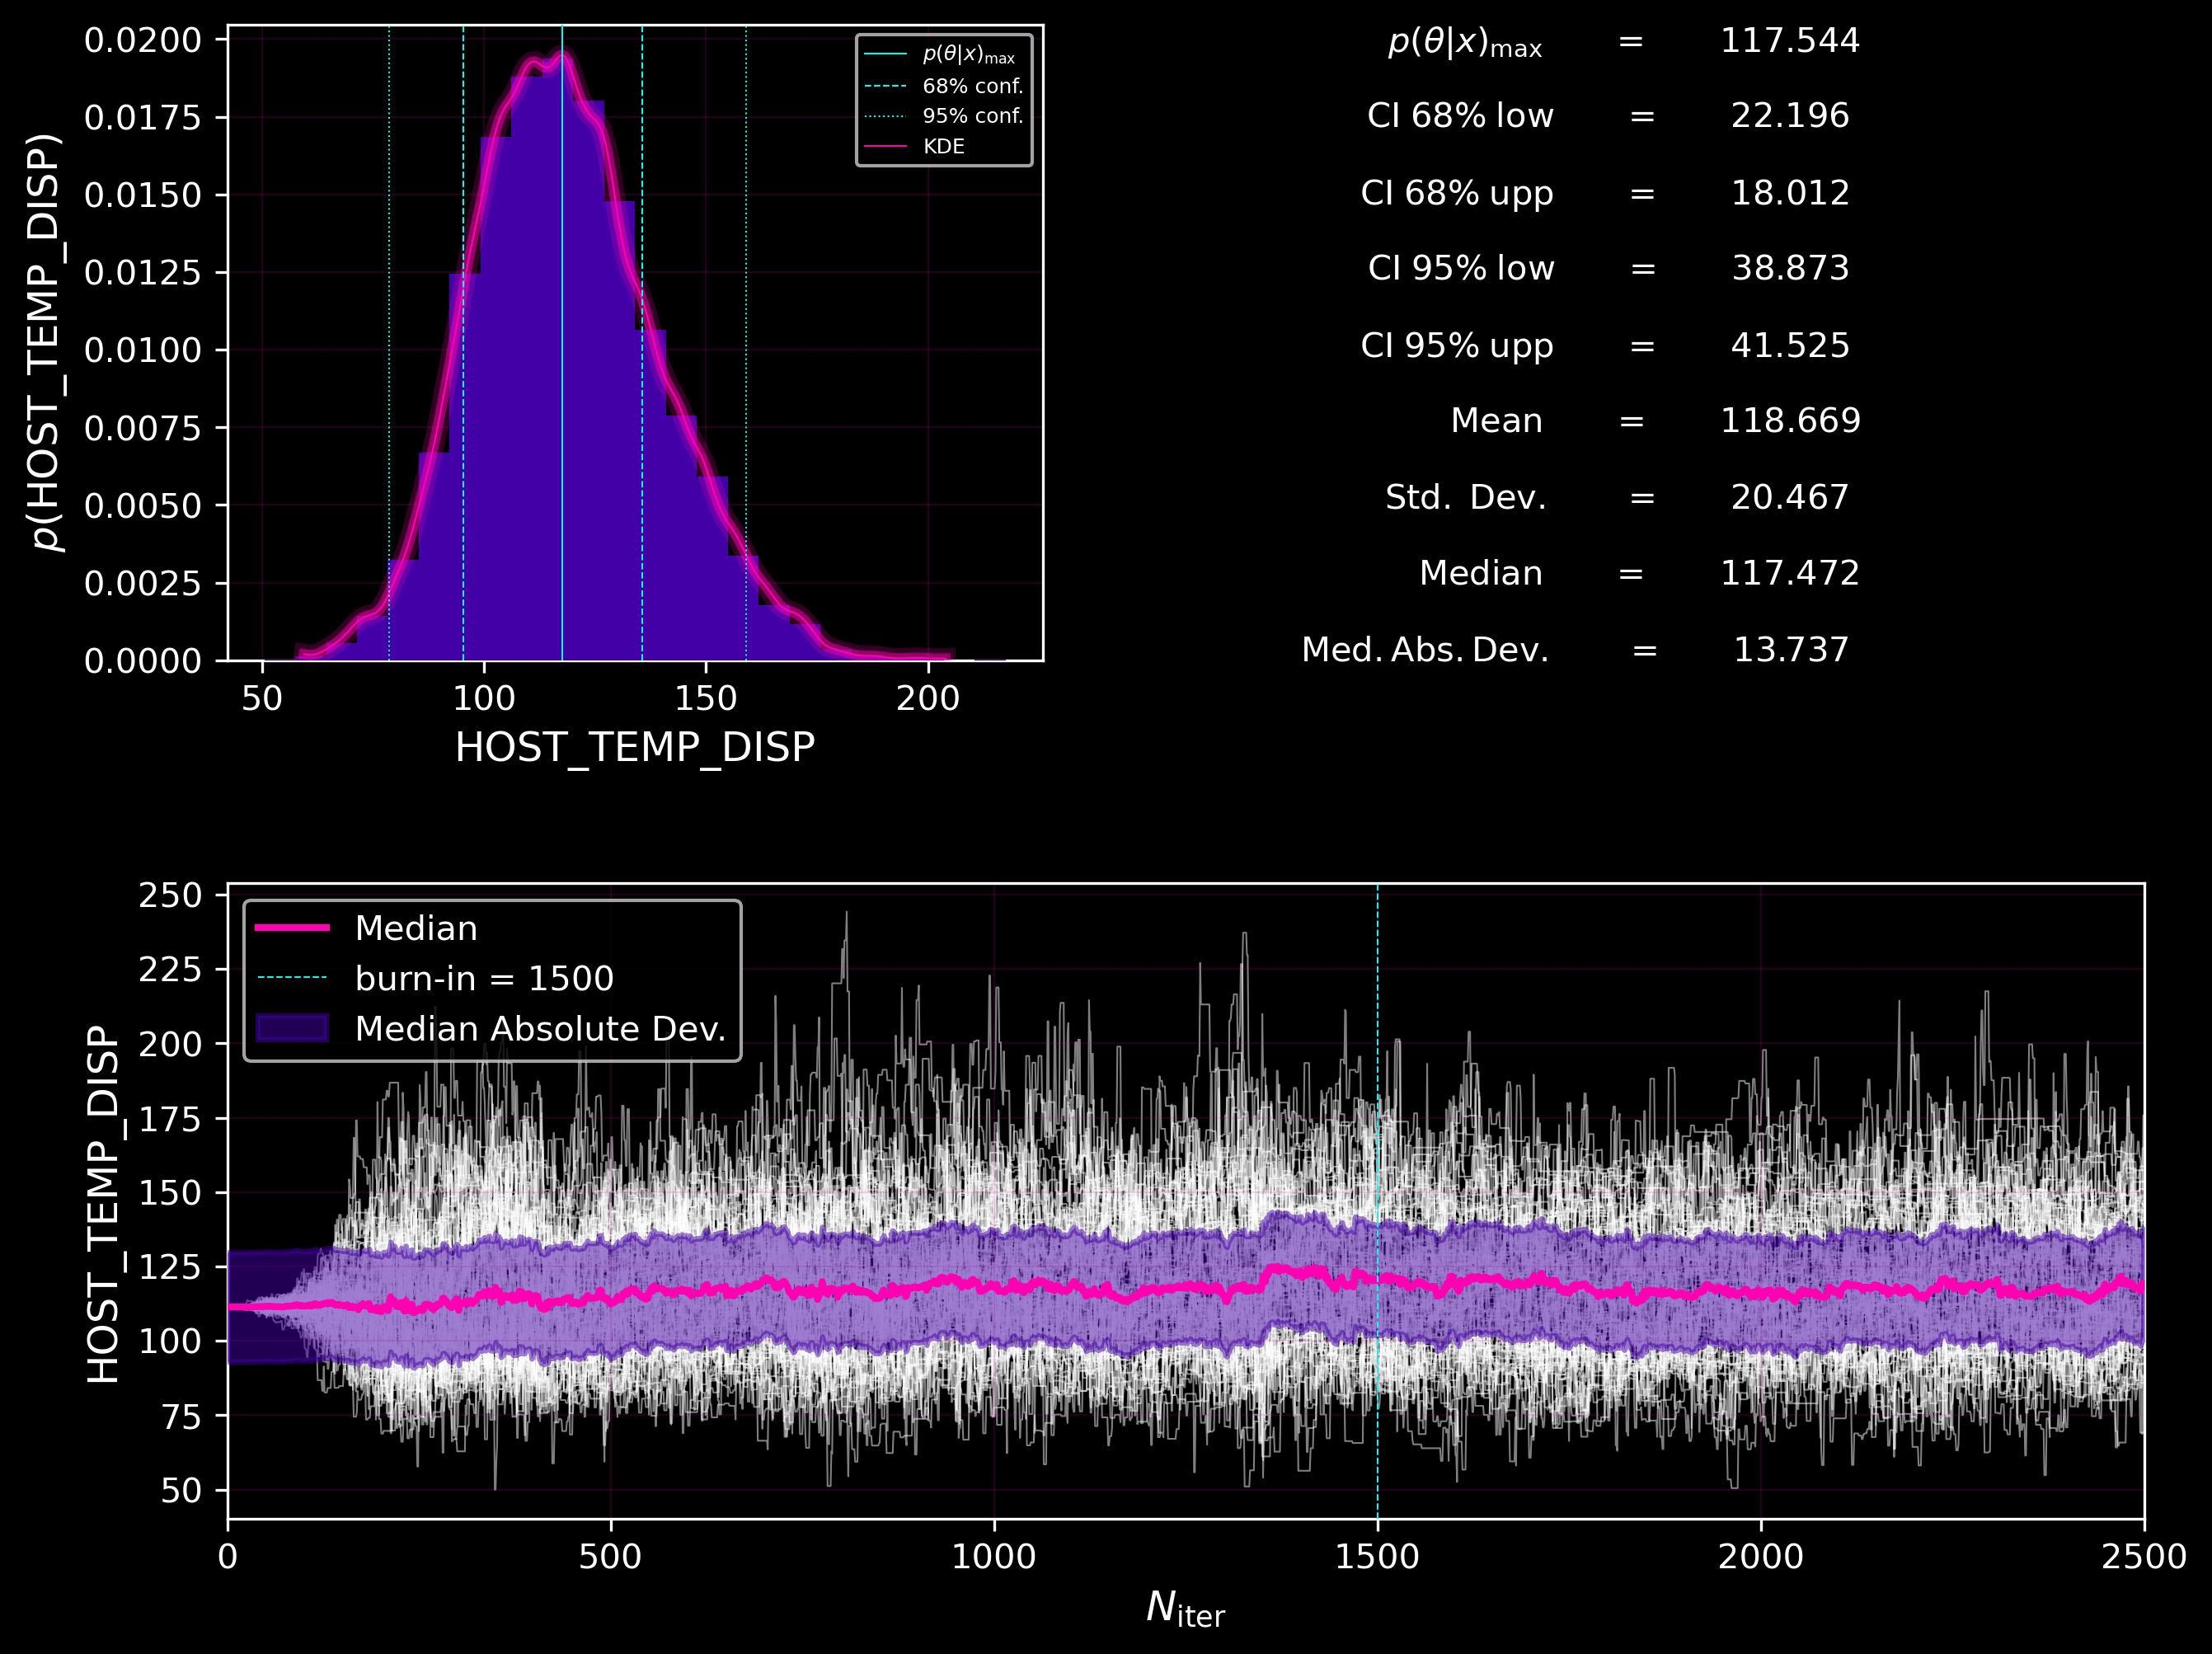 p(HOST_TEMP_DISP)
0.0200
0.0175
0.0150
0.0125
0.0100
0.0075
0.0050
0.0025
0.0000
50 100 150 200
HOST_TEMP_DISP
p(θ|x)max
68% conf.
95% conf.
KDE
p(θ|x)max = 117.544
CI 68% low = 22.196
CI 68% upp = 18.012
CI 95% low = 38.873
CI 95% upp = 41.525
Mean = 118.669
Std. Dev. = 20.467
Median = 117.472
Med. Abs. Dev. = 13.737
HOST_TEMP_DISP
250
225
200
175
150
125
100
75
50
Median
burn-in = 1500
Median Absolute Dev.
0 500 1000 1500 2000 2500
Niter